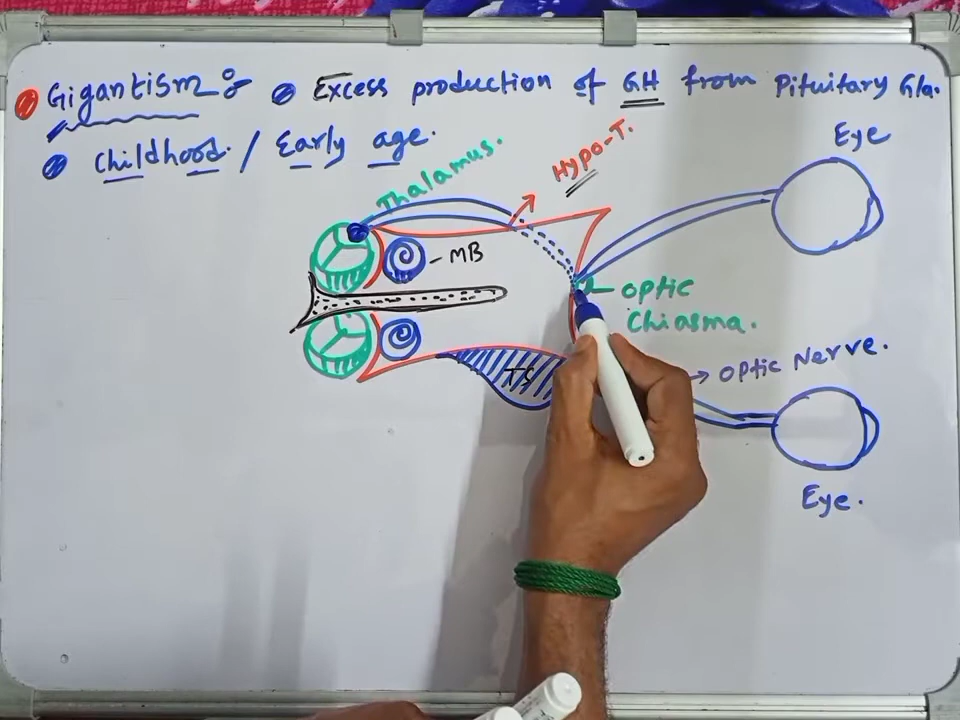 Gigantism: Excess production of GH from Pituitary Gla.
Childhood / Early age.
Thalamus.
Hypo-T.
Eye
MB
optic
Chiasma.
optic Nerve.
TS
Eye.